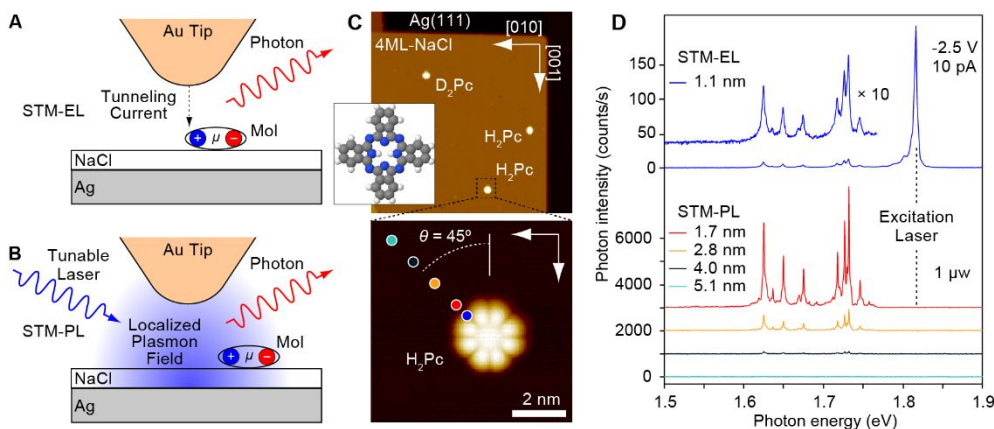 A
Au Tip
Photon
STM-EL
Tunneling
Current
+ μ − Mol
NaCl
Ag
B
Tunable
Laser
Au Tip
Photon
STM-PL
Localized
Plasmon
Field
Mol
+ μ −
NaCl
Ag
C
Ag(111)
4ML-NaCl
[010]
[001]
D₂Pc
H₂Pc
H₂Pc
θ = 45°
H₂Pc
2 nm
D
STM-EL
1.1 nm
-2.5 V
10 pA
× 10
150
100
50
0
STM-PL
1.7 nm
2.8 nm
4.0 nm
5.1 nm
Excitation
Laser
1 μw
6000
4000
3000
2000
0
Photon intensity (counts/s)
1.5 1.6 1.7 1.8 1.9
Photon energy (eV)